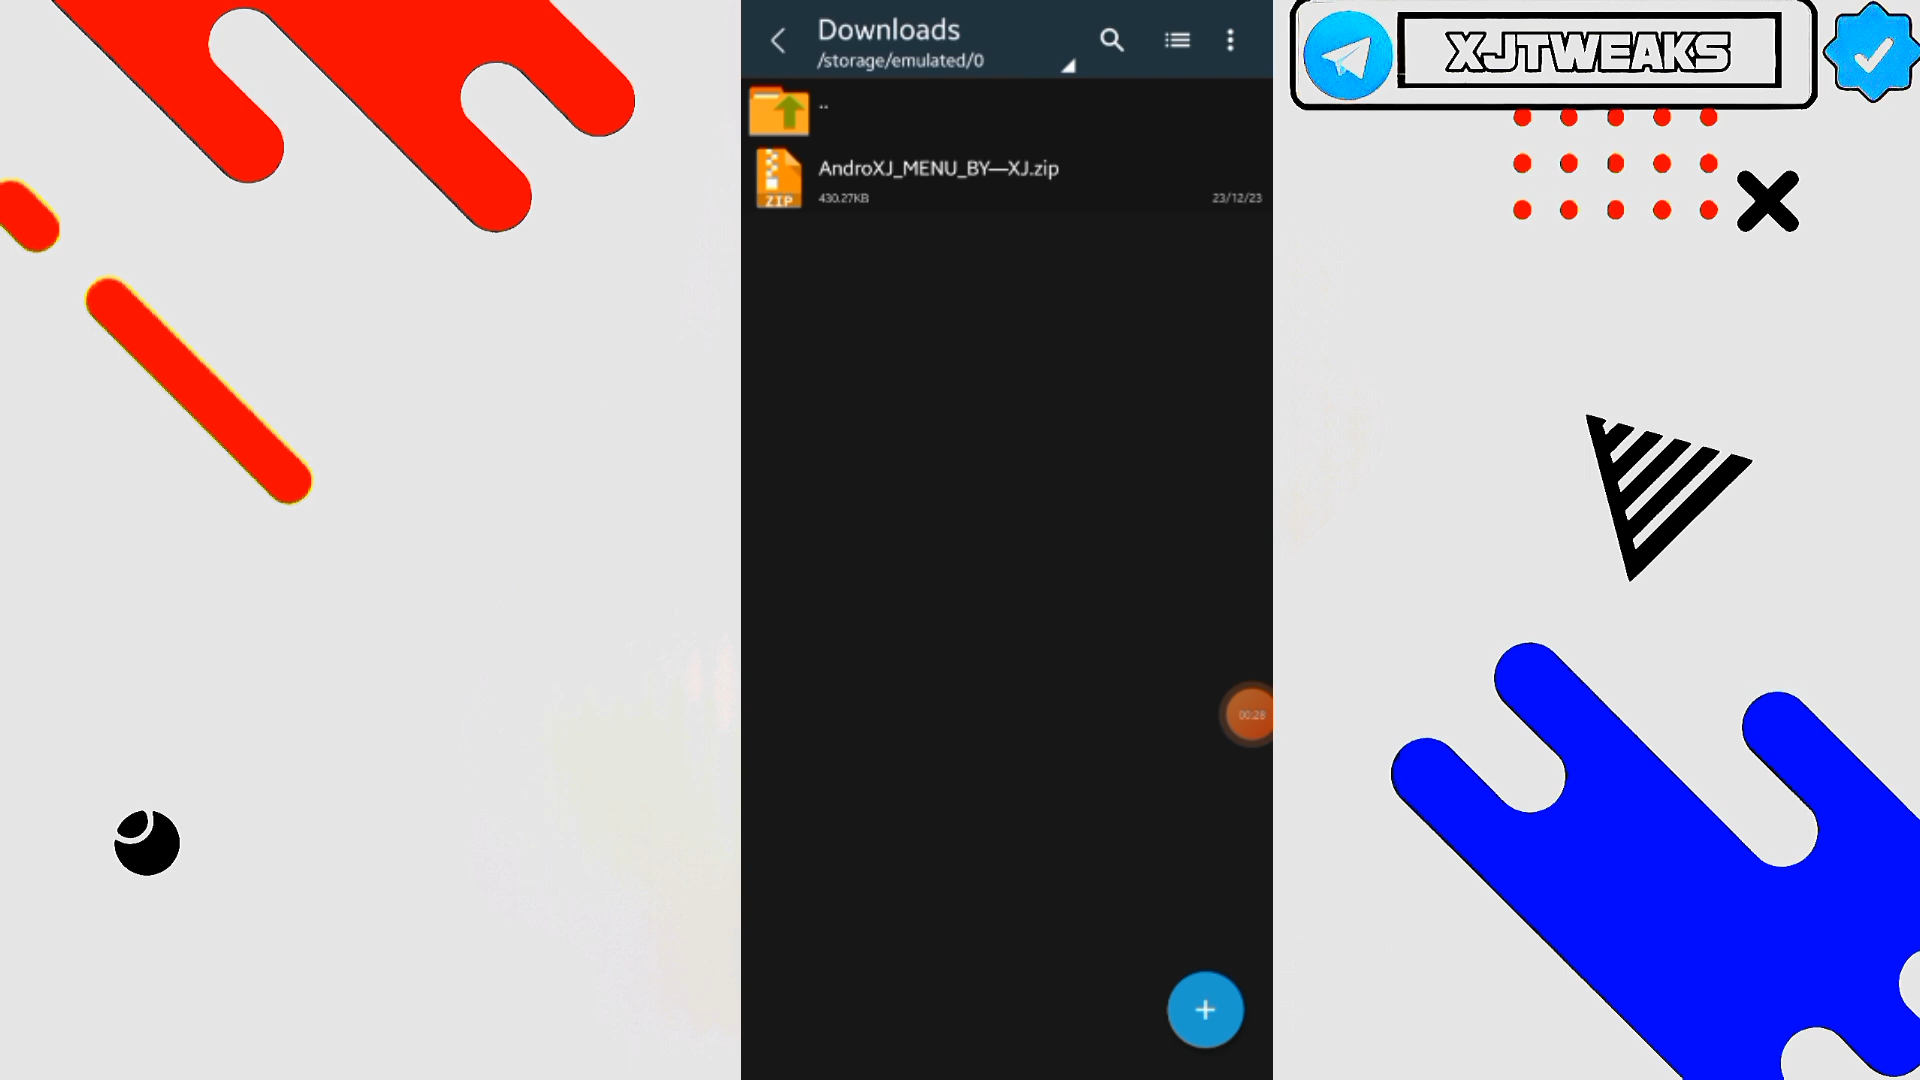 Downloads
/storage/emulated/0
..
AndroXJ_MENU_BY—XJ.zip
ZIP
430.27KB
23/12/23
00:28
+
XJTWEAKS